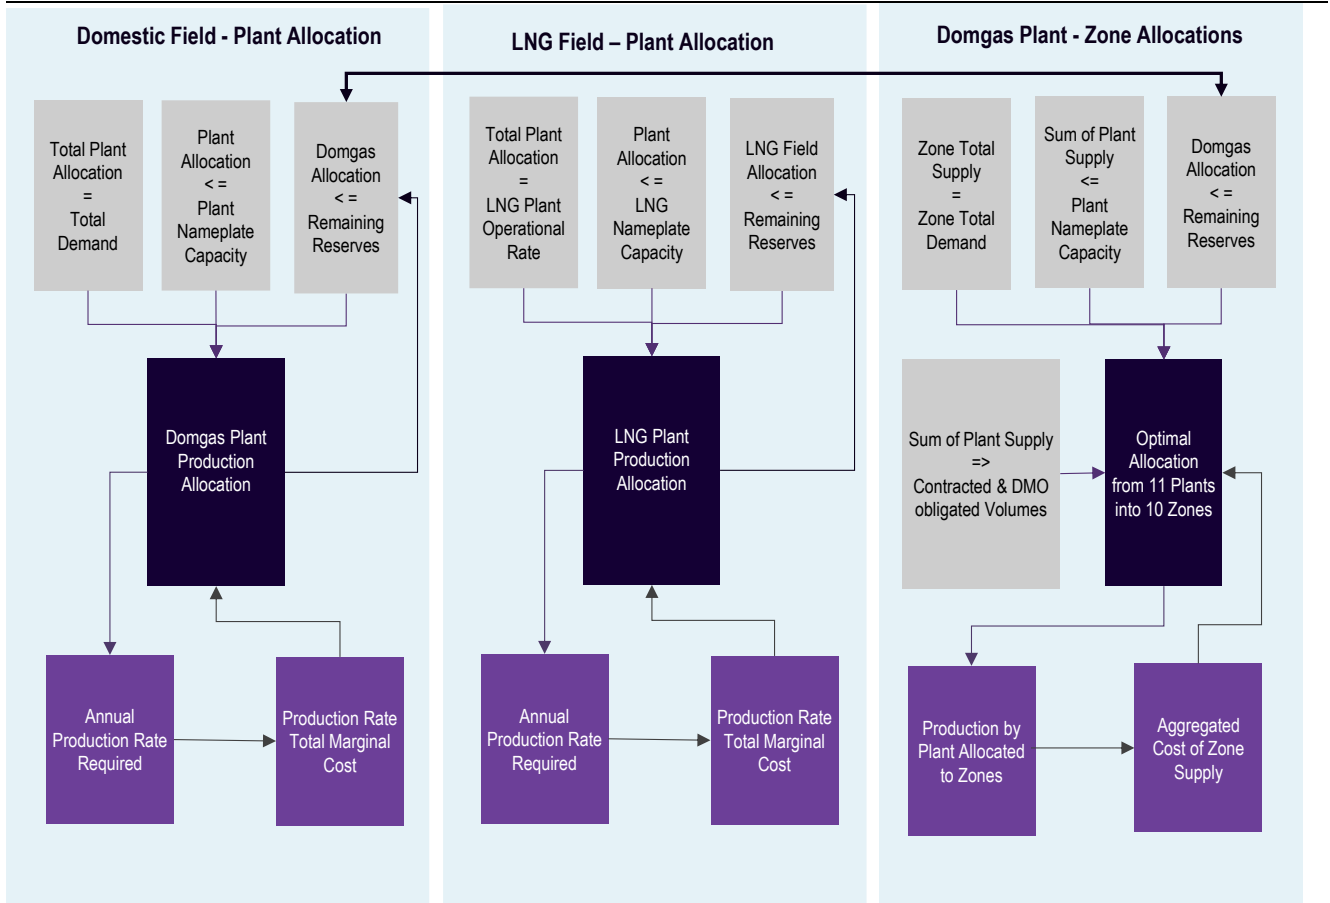 Domestic Field - Plant Allocation
Total Plant
Allocation
=
Total
Demand
Plant
Allocation
< =
Plant
Nameplate
Capacity
Domgas
Allocation
< =
Remaining
Reserves
Domgas Plant
Production
Allocation
Annual
Production Rate
Required
Production Rate
Total Marginal
Cost
LNG Field – Plant Allocation
Total Plant
Allocation
=
LNG Plant
Operational
Rate
Plant
Allocation
< =
LNG
Nameplate
Capacity
LNG Field
Allocation
< =
Remaining
Reserves
LNG Plant
Production
Allocation
Annual
Production Rate
Required
Production Rate
Total Marginal
Cost
Domgas Plant - Zone Allocations
Zone Total
Supply
=
Zone Total
Demand
Sum of Plant
Supply
<=
Plant
Nameplate
Capacity
Domgas
Allocation
< =
Remaining
Reserves
Sum of Plant Supply
=>
Contracted & DMO
obligated Volumes
Optimal
Allocation
from 11 Plants
into 10 Zones
Production by
Plant Allocated
to Zones
Aggregated
Cost of Zone
Supply